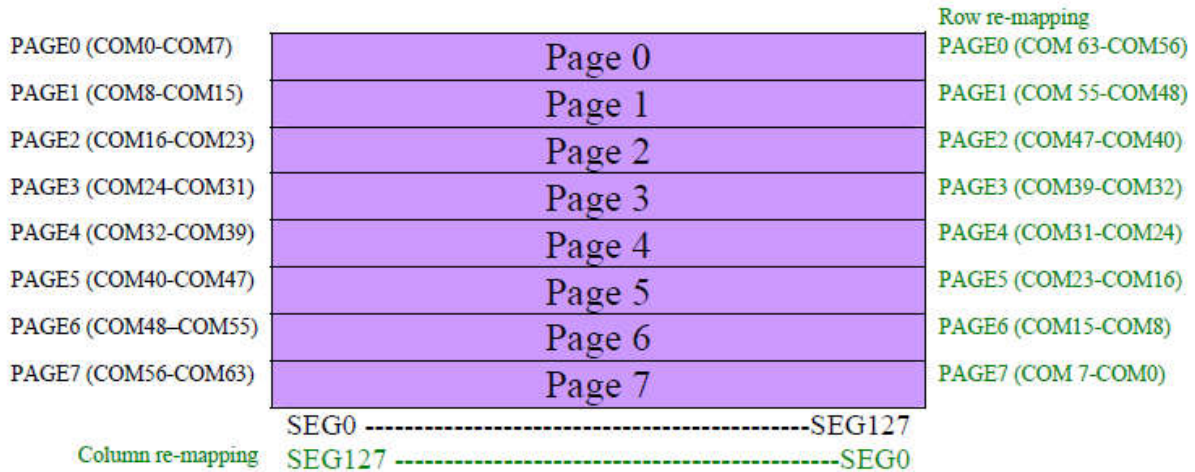 Row re-mapping
PAGE0 (COM0-COM7) Page 0 PAGE0 (COM 63-COM56)
PAGE1 (COM8-COM15) Page 1 PAGE1 (COM 55-COM48)
PAGE2 (COM16-COM23) Page 2 PAGE2 (COM47-COM40)
PAGE3 (COM24-COM31) Page 3 PAGE3 (COM39-COM32)
PAGE4 (COM32-COM39) Page 4 PAGE4 (COM31-COM24)
PAGE5 (COM40-COM47) Page 5 PAGE5 (COM23-COM16)
PAGE6 (COM48–COM55) Page 6 PAGE6 (COM15-COM8)
PAGE7 (COM56-COM63) Page 7 PAGE7 (COM 7-COM0)
SEG0 ---------------------------------------------SEG127
Column re-mapping SEG127 ---------------------------------------------SEG0